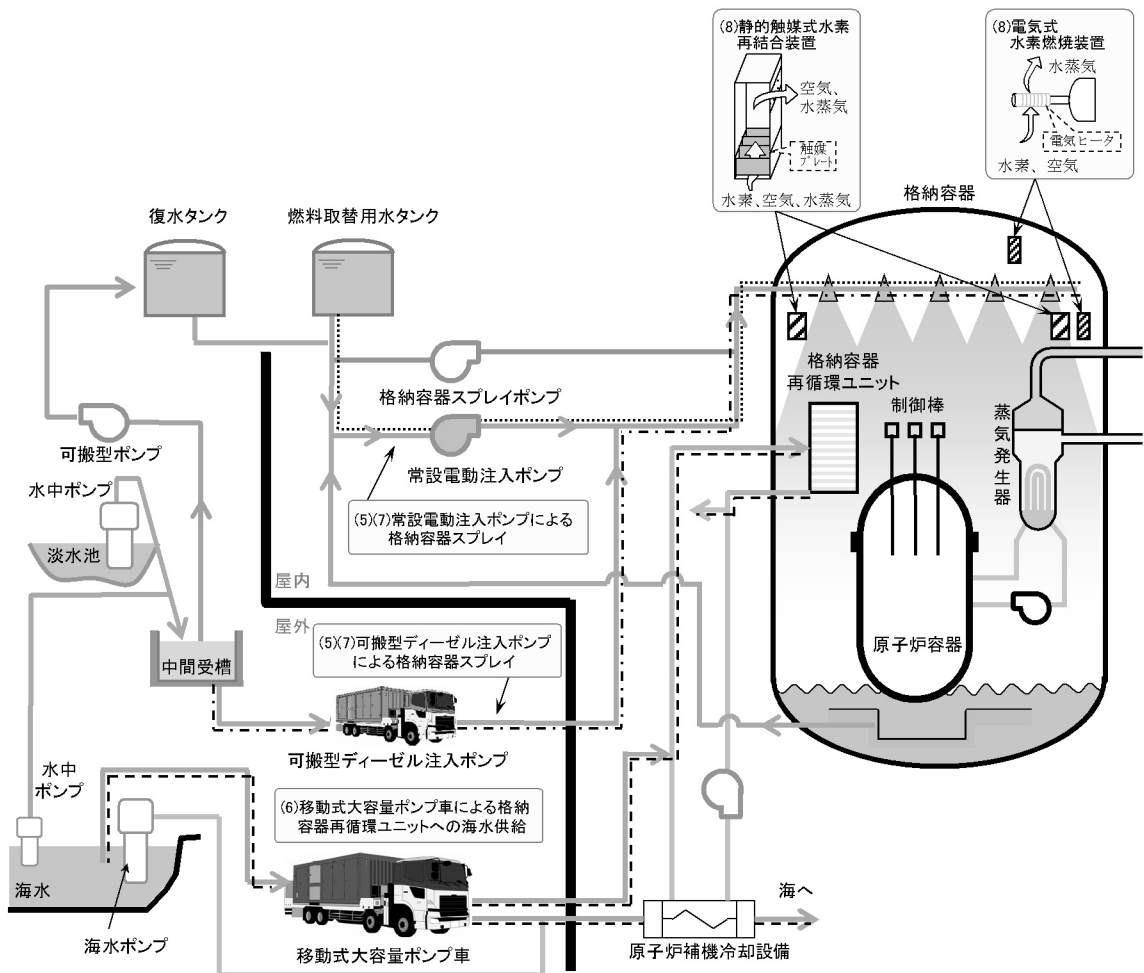 (8)静的触媒式水素
再結合装置
空気、
水蒸気
触媒
プレート
水素、空気、水蒸気
(8)電気式
水素燃焼装置
水蒸気
電気ヒータ
水素、空気
格納容器
復水タンク
燃料取替用水タンク
格納容器スプレイポンプ
格納容器
再循環ユニット
制御棒
蒸気発生器
可搬型ポンプ
常設電動注入ポンプ
水中ポンプ
(5)(7)常設電動注入ポンプによる
格納容器スプレイ
淡水池
屋内
屋外
(5)(7)可搬型ディーゼル注入ポンプ
による格納容器スプレイ
中間受槽
原子炉容器
可搬型ディーゼル注入ポンプ
水中
ポンプ
(6)移動式大容量ポンプ車による格納
容器再循環ユニットへの海水供給
海水
海へ
海水ポンプ
移動式大容量ポンプ車
原子炉補機冷却設備